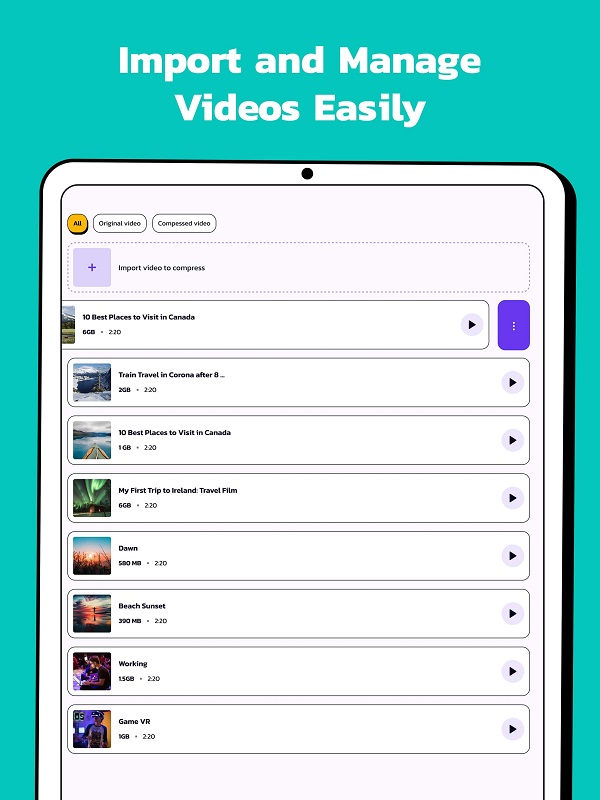 Import and Manage
Videos Easily
All
Original video
Compessed video
+
Import video to compress
10 Best Places to Visit in Canada
6GB • 2:20
Train Travel in Corona after 8 ...
2GB • 2:20
10 Best Places to Visit in Canada
1 GB • 2:20
My First Trip to Ireland: Travel Film
6GB • 2:20
Dawn
580 MB • 2:20
Beach Sunset
390 MB • 2:20
Working
1.5GB • 2:20
Game VR
1GB • 2:20